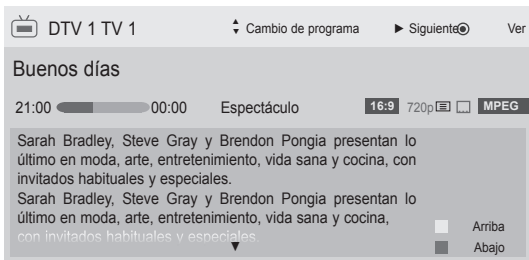 DTV 1 TV 1 Cambio de programa Siguiente Ver
Buenos días
21:00 00:00 Espectáculo 16:9 720p MPEG
Sarah Bradley, Steve Gray y Brendon Pongia presentan lo
último en moda, arte, entretenimiento, vida sana y cocina, con
invitados habituales y especiales.
Sarah Bradley, Steve Gray y Brendon Pongia presentan lo
último en moda, arte, entretenimiento, vida sana y cocina,
con invitados habituales y especiales.
Arriba
Abajo